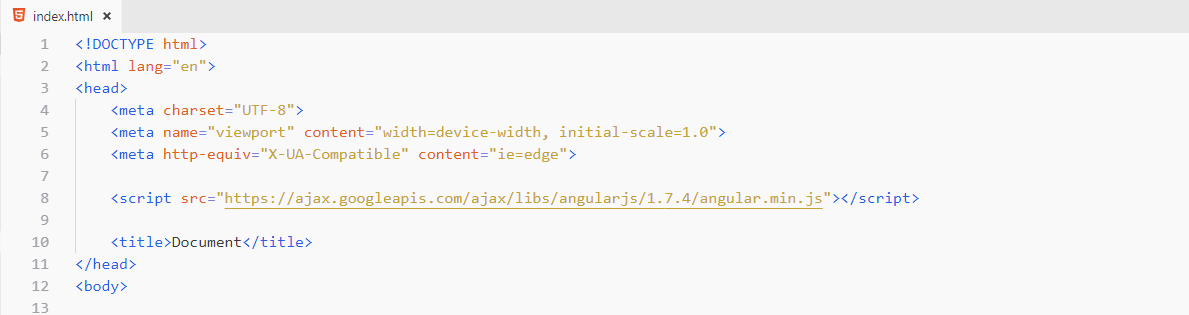 index.html ×
1 <!DOCTYPE html>
2 <html lang="en">
3 <head>
4     <meta charset="UTF-8">
5     <meta name="viewport" content="width=device-width, initial-scale=1.0">
6     <meta http-equiv="X-UA-Compatible" content="ie=edge">
7
8     <script src="https://ajax.googleapis.com/ajax/libs/angularjs/1.7.4/angular.min.js"></script>
9
10     <title>Document</title>
11 </head>
12 <body>
13